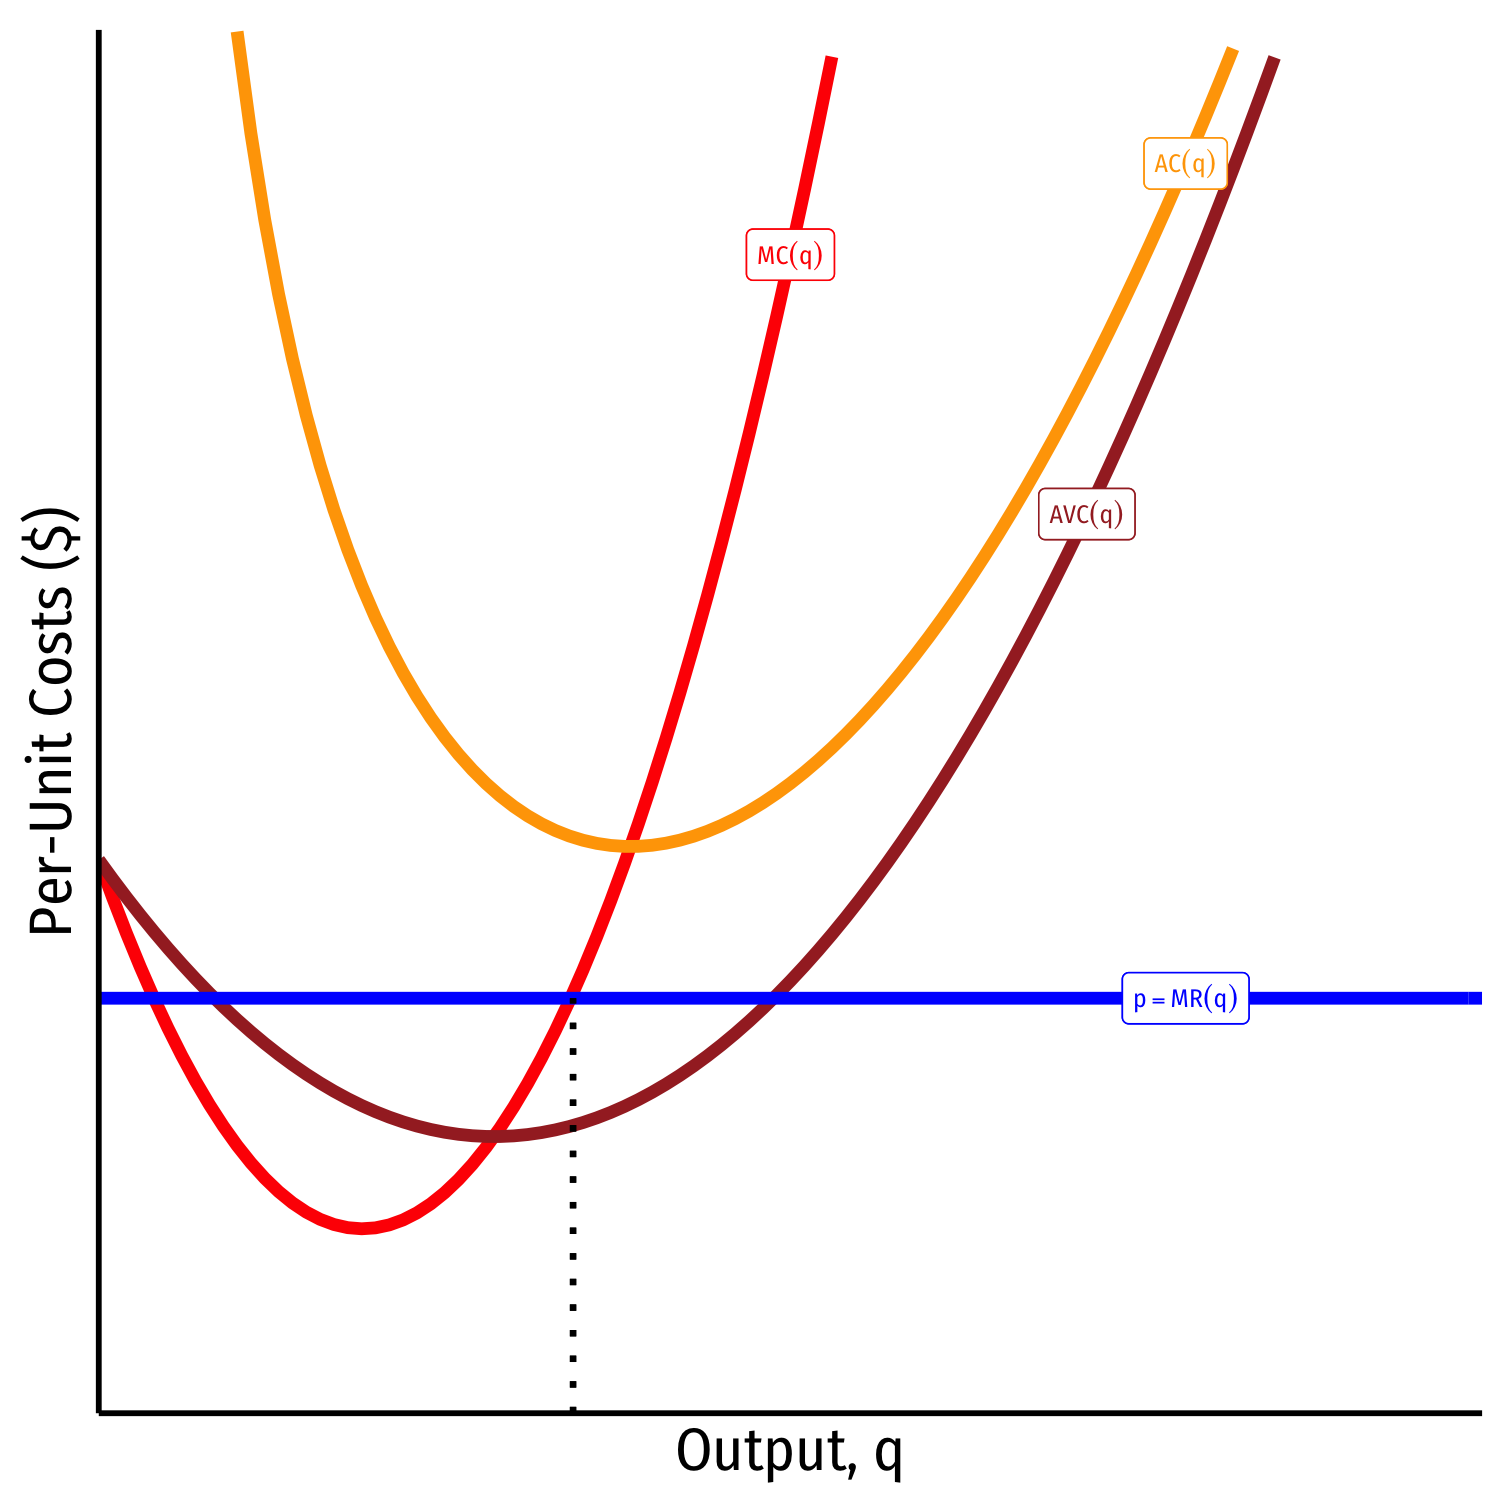 AC(q)
MC(q)
AVC(q)
Per-Unit Costs ($)
p = MR(q)
Output, q